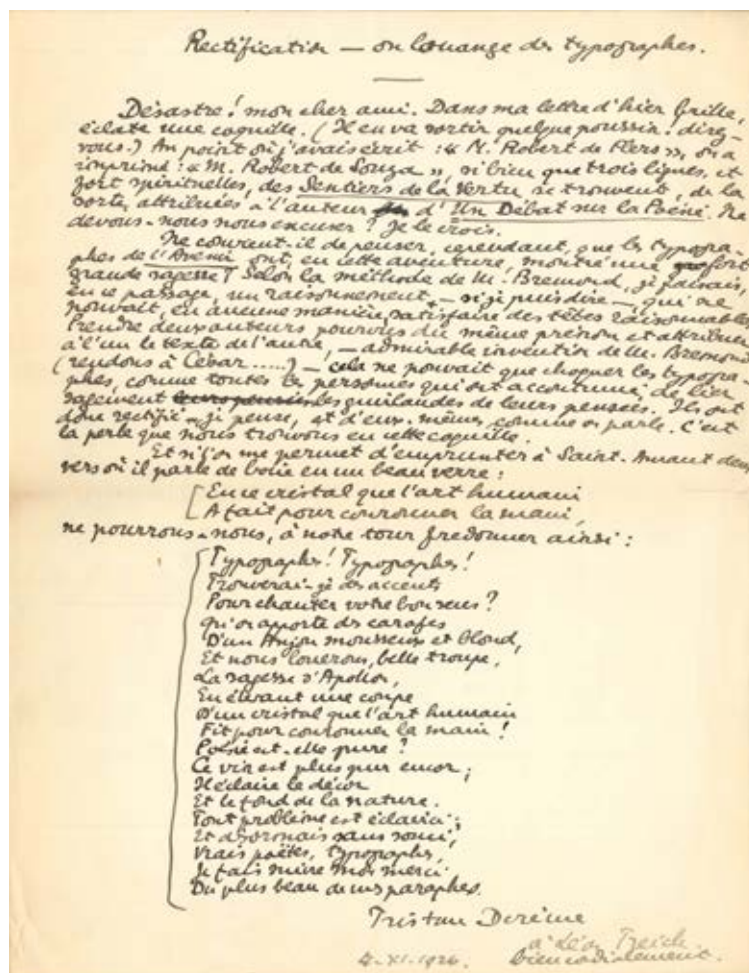 Rectification — ou louange des typographes.
Désastre ! mon cher ami. Dans ma lettre d'hier brille,
éclate une coquille. (Il en va sortir quelque poussin, direz-
vous.) Au point où j'avais écrit : « M. Robert de Flers », on a
imprimé : « M. Robert de Souza », si bien que trois lignes, et
fort spirituelles, des Sentiers de la Vertu se trouvent, de la
sorte, attribuées à l'auteur d'Un Débat sur la Poésie. Ne
devons-nous nous excuser ? Je le crois.
Ne convient-il de penser, cependant, que les typogra-
phes de l'Avenir ont, en cette aventure, montré une fort
grande sagesse ? Selon la méthode de M. Bremond, je faisais,
en ce passage, un raisonnement, — si je puis dire —, qui ne
pouvait, en aucune manière, satisfaire des têtes raisonnables.
Prendre deux auteurs pourvus du même prénom et attribuer
à l'un le texte de l'autre, — admirable invention de M. Bremond
(rendons à César.....) — cela ne pouvait que choquer les typogra-
phes, comme toutes les personnes qui ont accoutumé de lier
sagement les guirlandes de leurs pensées. Ils ont
donc rectifié, je pense, et d'eux-mêmes, comme on parle. C'est
la perle que nous trouvons en cette coquille.
Et si l'on me permet d'emprunter à Saint-Amant deux
vers où il parle de boire en un beau verre :
En ce cristal que l'art humain
A fait pour couronner la main,
ne pourrons-nous, à notre tour fredonner ainsi :
Typographes ! Typographes !
Trouverai-je des accents
Pour chanter votre bon sens ?
Qu'on apporte des carafes
D'un Anjou mousseux et blond,
Et nous louerons, belle troupe,
La sagesse d'Apollon,
En élevant une coupe
D'un cristal que l'art humain
Fit pour couronner la main !
Poésie est-elle pure ?
Ce vin est plus pur encor ;
Il éclaire le décor
Et le fond de la nature.
Tout problème est éclairci ;
Et désormais sans souci,
Vrais poètes, typographes,
Je fais suivre mon merci
Du plus beau de mes paraphes.
Tristan Derème
à Léon Treich
4-XI-1926. bien cordialement.